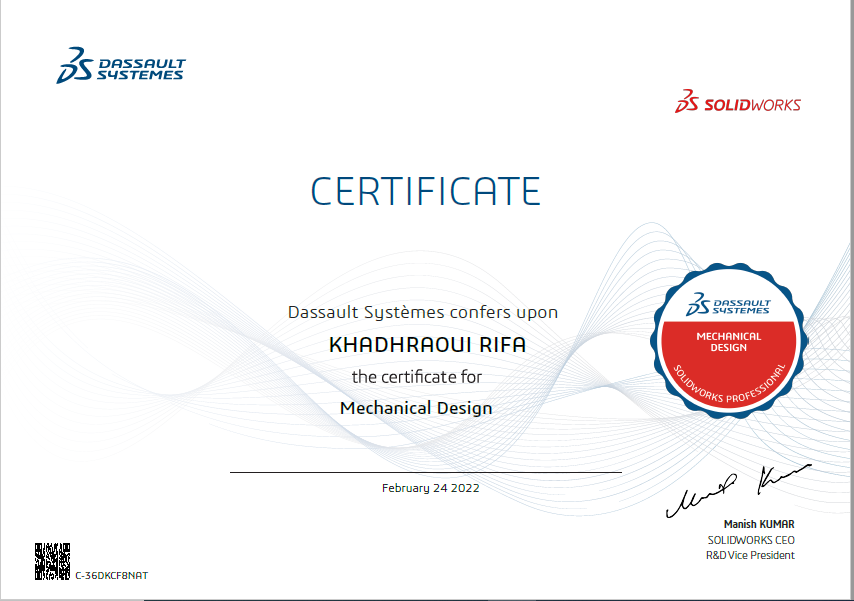 DASSAULT
SYSTEMES
SOLIDWORKS
CERTIFICATE
Dassault Systèmes confers upon
KHADHRAOUI RIFA
the certificate for
Mechanical Design
DASSAULT
SYSTEMES
MECHANICAL
DESIGN
SOLIDWORKS PROFESSIONAL
February 24 2022
Manish KUMAR
SOLIDWORKS CEO
R&D Vice President
C-36DKCF8NAT